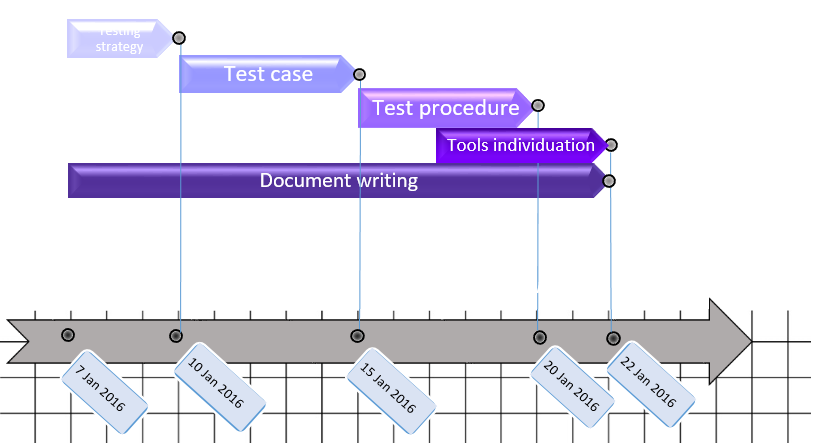 Testing
strategy
Test case
Test procedure
Tools individuation
Document writing
7 Jan 2016
10 Jan 2016
15 Jan 2016
20 Jan 2016
22 Jan 2016